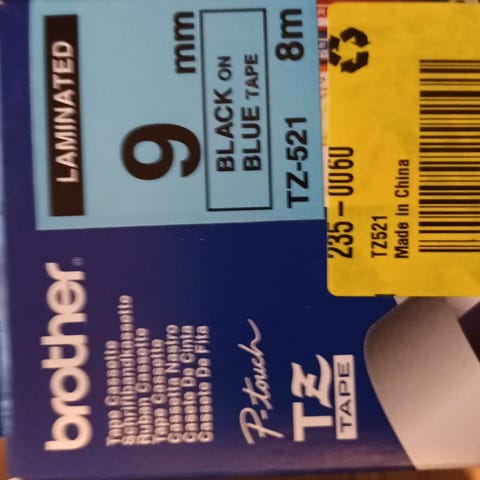 brother
Tape Cassette
Schriftbandkassette
Ruban Cassette
Tape Cassette
Cassetta Nastro
Casete De Cinta
Cassete De Fita
P-touch
TZ
TAPE
LAMINATED
9 mm
BLACK ON
BLUE TAPE
TZ-521 8m
235-0060
TZ521
Made In China